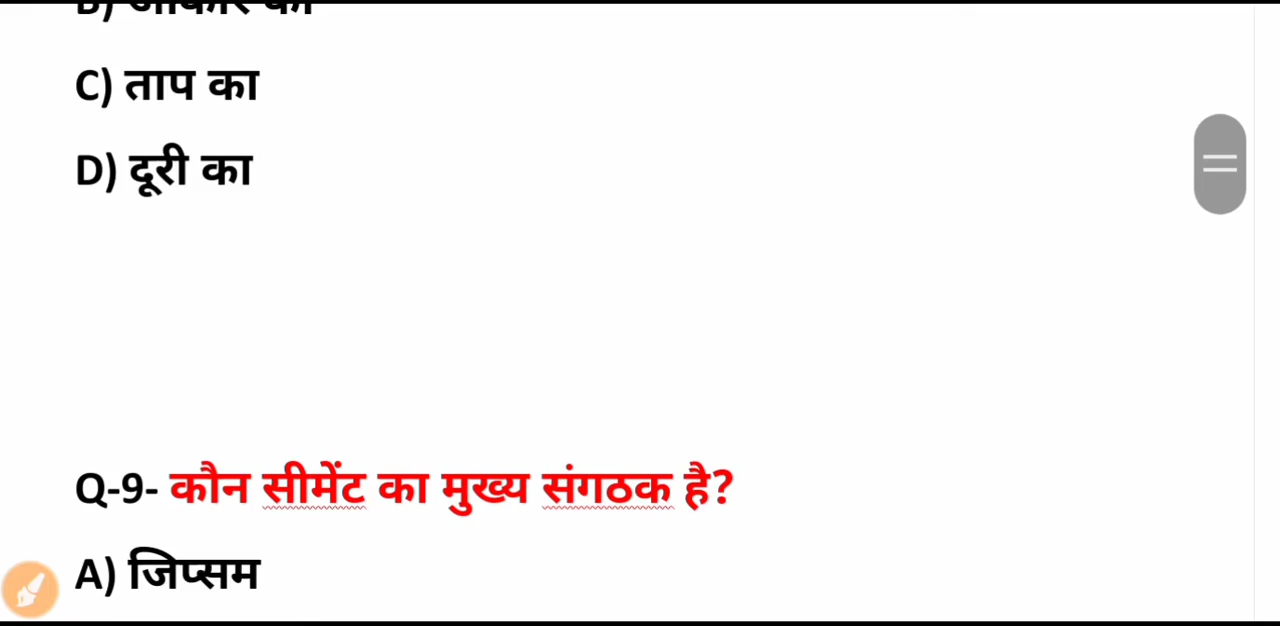 C) ताप का
D) दूरी का
Q-9- कौन सीमेंट का मुख्य संगठक है?
A) जिप्सम